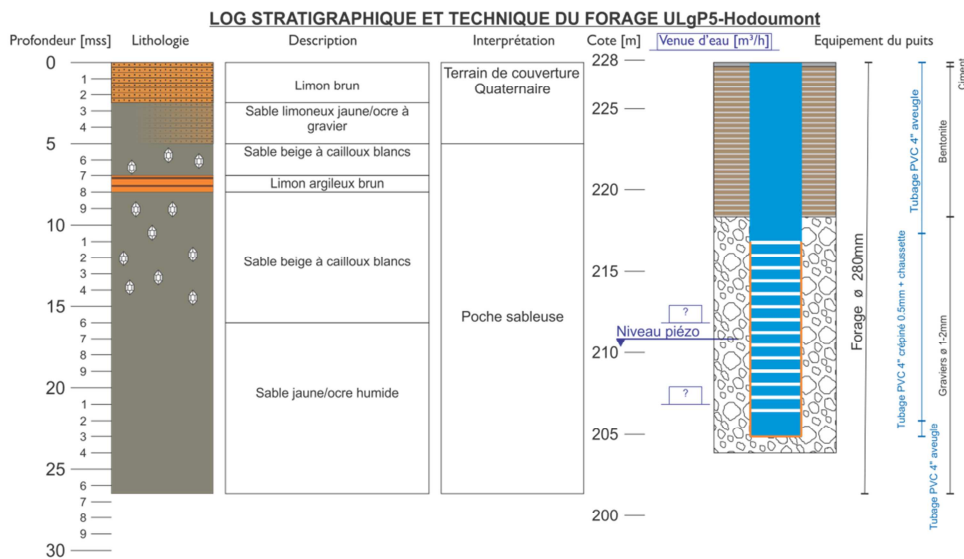 LOG STRATIGRAPHIQUE ET TECHNIQUE DU FORAGE ULgP5-Hodoumont
Profondeur [mss]
Lithologie
Description
Interprétation
Cote [m]
Venue d'eau [m³/h]
Equipement du puits
0
1
2
3
4
5
6
7
8
9
10
1
2
3
4
15
6
7
8
9
20
1
2
3
4
25
6
7
8
9
30
Limon brun
Sable limoneux jaune/ocre à
gravier
Sable beige à cailloux blancs
Limon argileux brun
Sable beige à cailloux blancs
Sable jaune/ocre humide
Terrain de couverture
Quaternaire
Poche sableuse
228
225
220
215
210
205
200
?
Niveau piézo
?
Forage ø 280mm
Tubage PVC 4" aveugle
Tubage PVC 4" crépiné 0.5mm + chaussette
Tubage PVC 4" aveugle
Ciment
Bentonite
Graviers ø 1-2mm